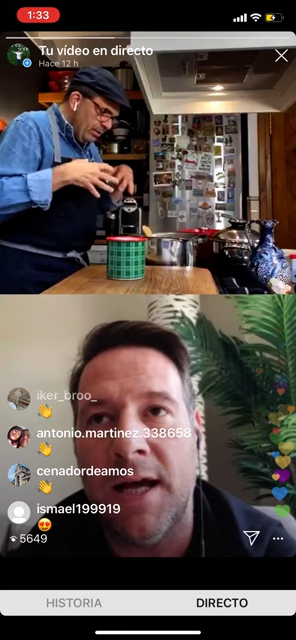 1:33
Tu vídeo en directo
Hace 12 h
iker_broo_
👋
antonio.martinez.338658
👋
cenadordeamos
👋
ismael199919
😍
5649
HISTORIA
DIRECTO